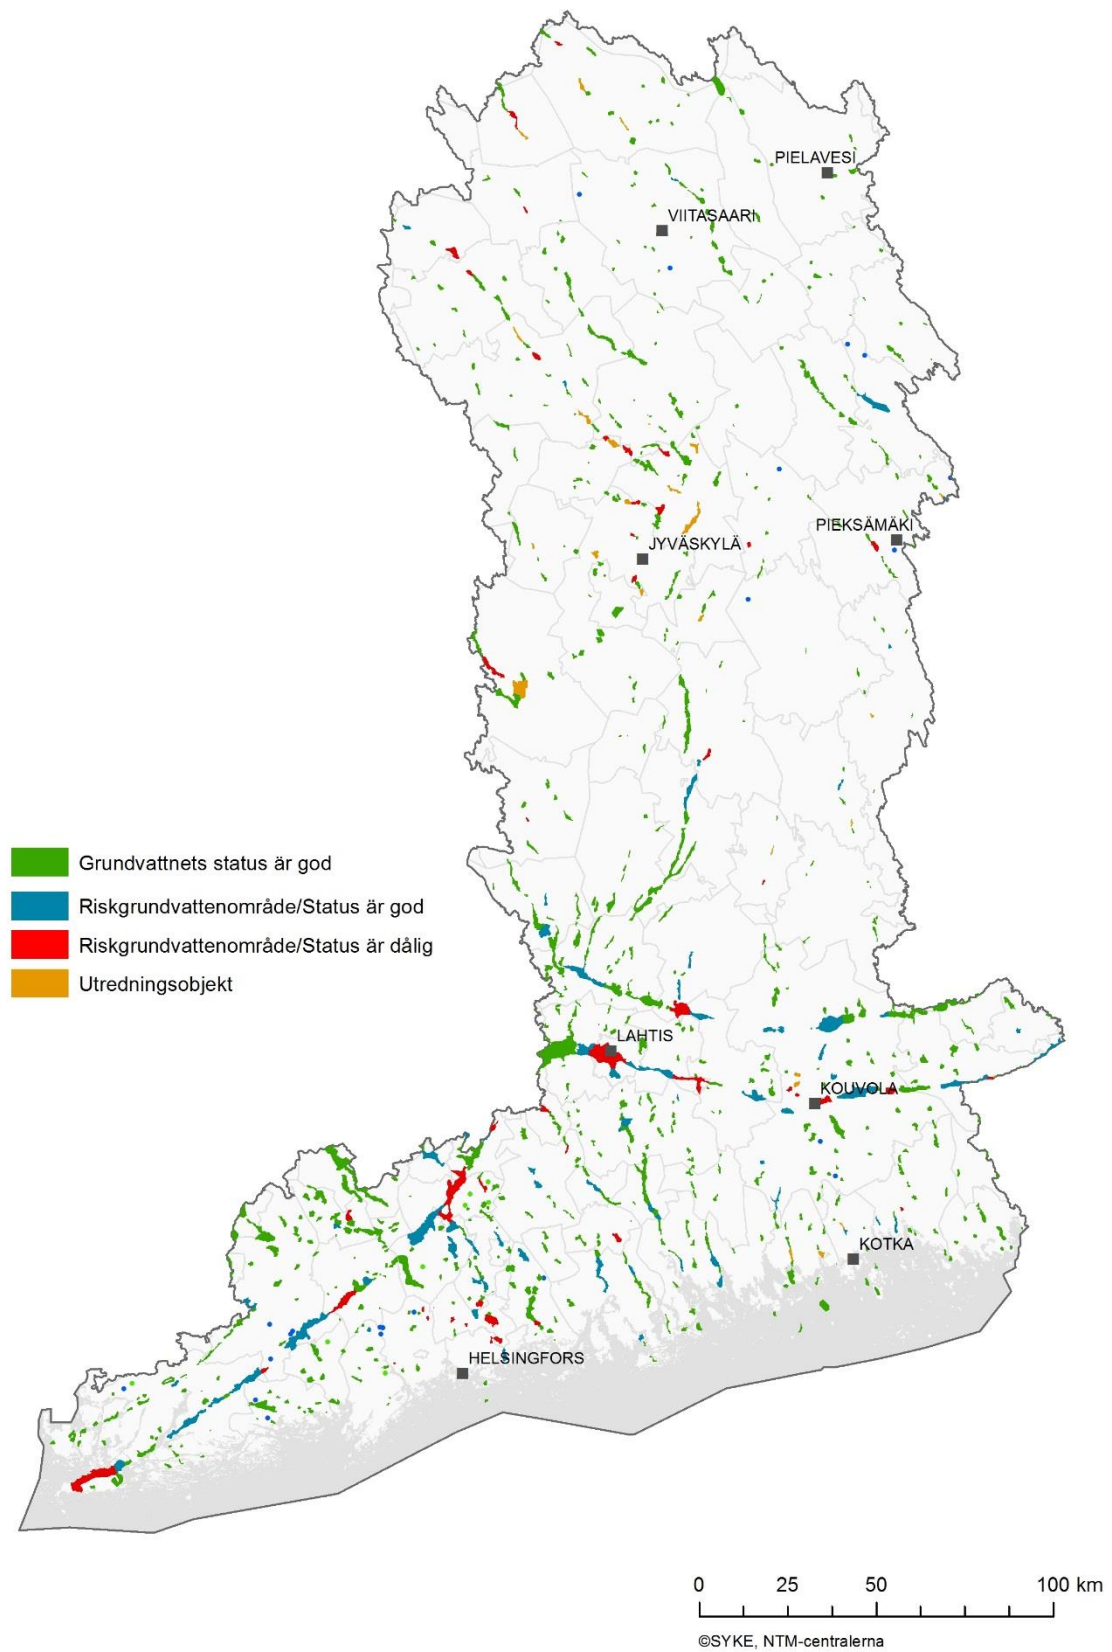 PIELAVESI
VIITASAARI
PIEKSÄMÄKI
JYVÄSKYLÄ
Grundvattnets status är god
Riskgrundvattenområde/Status är god
Riskgrundvattenområde/Status är dålig
Utredningsobjekt
LAHTIS
KOUVOLA
KOTKA
HELSINGFORS
0 25 50 100 km
©SYKE, NTM-centralerna